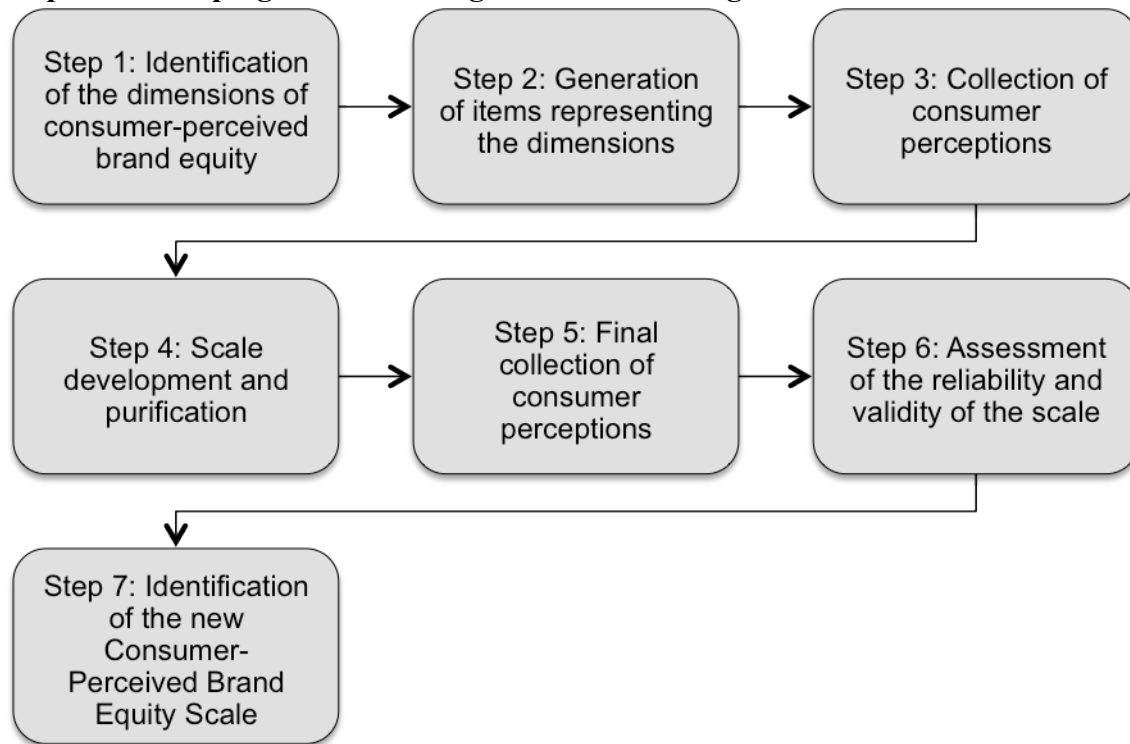 Step 1: Identification
of the dimensions of
consumer-perceived
brand equity
Step 2: Generation
of items representing
the dimensions
Step 3: Collection of
consumer
perceptions
Step 4: Scale
development and
purification
Step 5: Final
collection of
consumer
perceptions
Step 6: Assessment
of the reliability and
validity of the scale
Step 7: Identification
of the new
Consumer-
Perceived Brand
Equity Scale